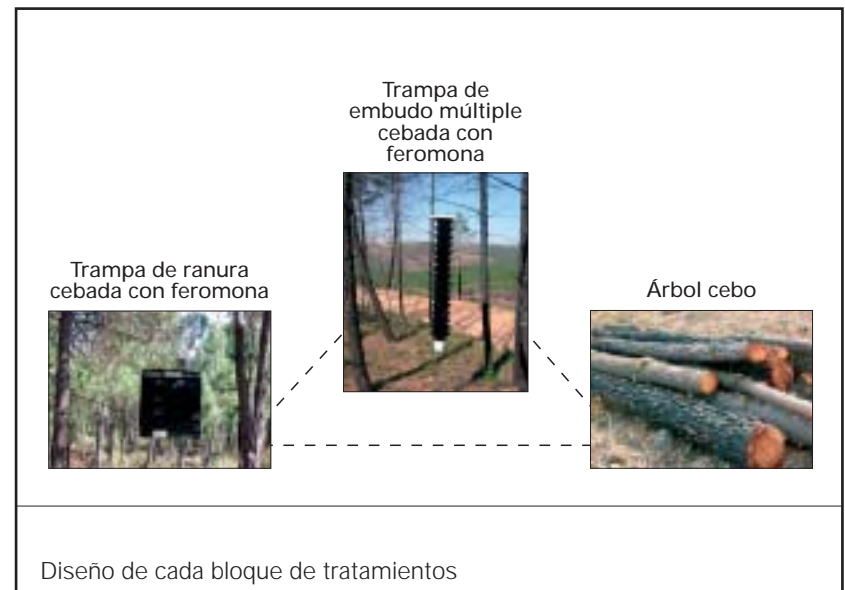 Trampa de
embudo múltiple
cebada con
feromona
Trampa de ranura
cebada con feromona
Árbol cebo
Diseño de cada bloque de tratamientos